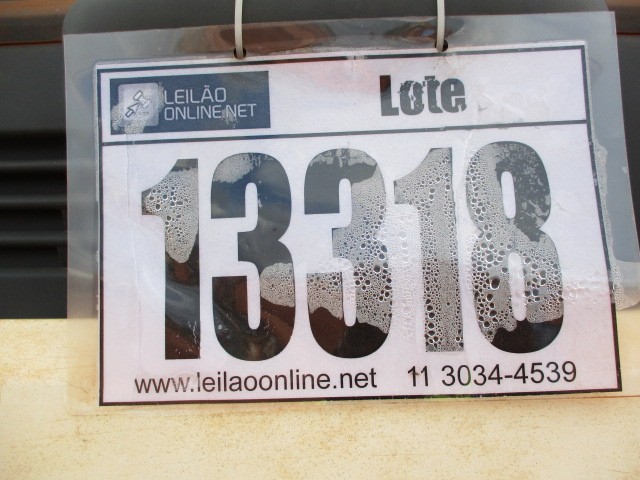 LEILÃO
ONLINE.NET
Lote
13318
www.leilaoonline.net 11 3034-4539